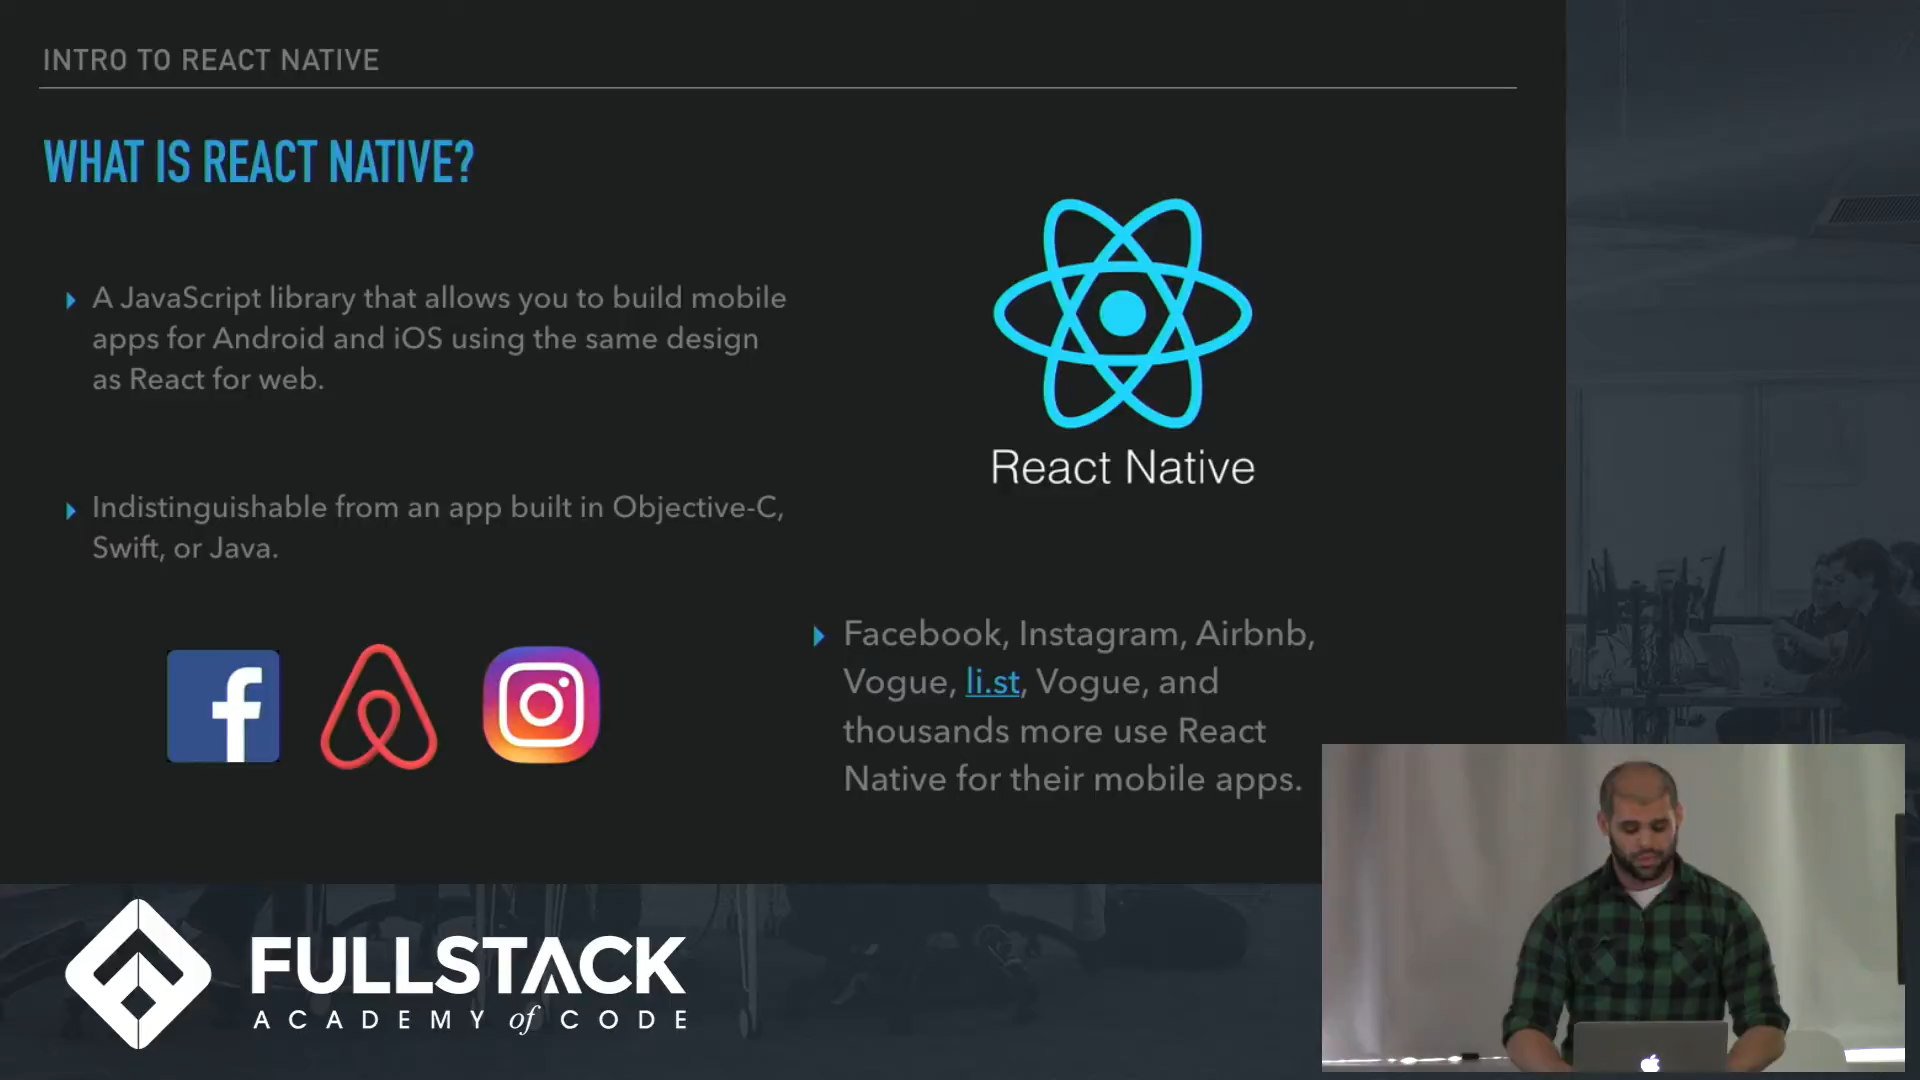 INTRO TO REACT NATIVE
WHAT IS REACT NATIVE?
A JavaScript library that allows you to build mobile
apps for Android and iOS using the same design
as React for web.
Indistinguishable from an app built in Objective-C,
Swift, or Java.
React Native
Facebook, Instagram, Airbnb,
Vogue, li.st, Vogue, and
thousands more use React
Native for their mobile apps.
FULLSTACK
ACADEMY of CODE